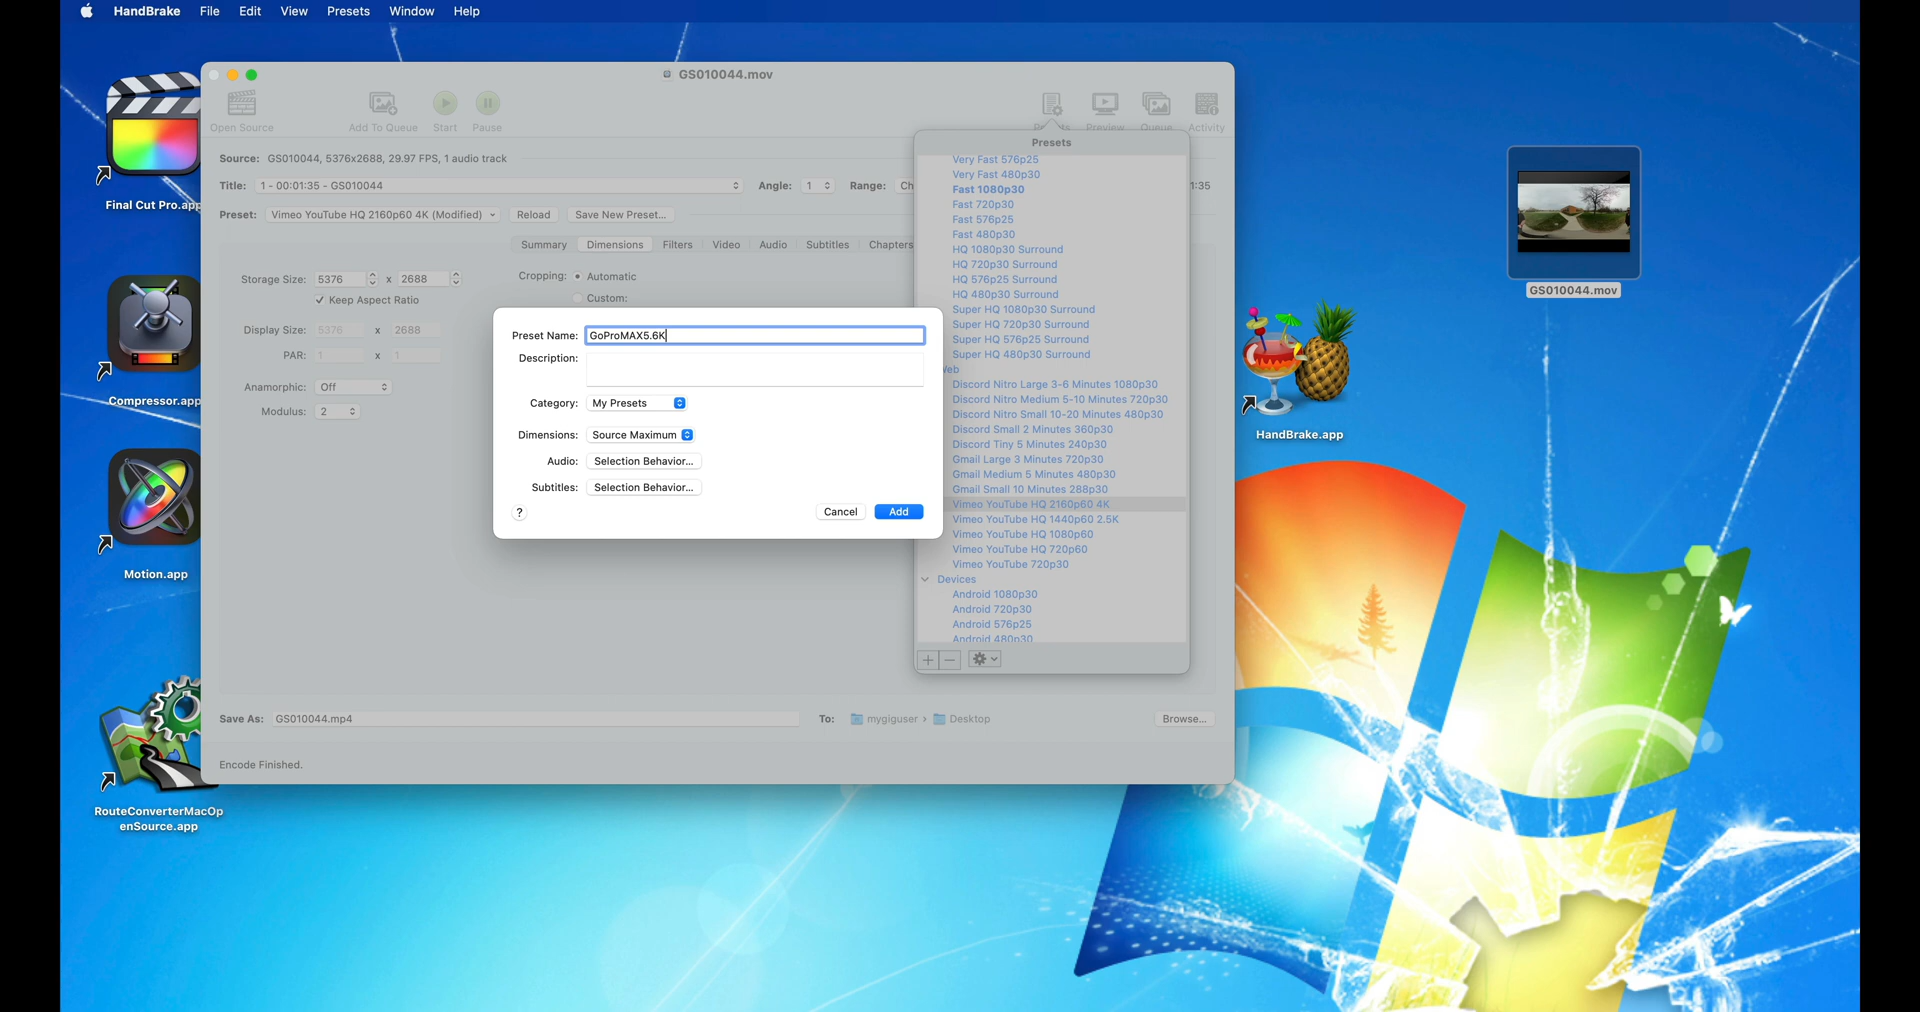 HandBrake File Edit View Presets Window Help
GS010044.mov
Open Source Add To Queue Start Pause Presets Preview Queue Activity
Source: GS010044, 5376x2688, 29.97 FPS, 1 audio track
Title: 1 - 00:01:35 - GS010044 Angle: 1 Range: Ch 1:35
Preset: Vimeo YouTube HQ 2160p60 4K (Modified) Reload Save New Preset...
Summary Dimensions Filters Video Audio Subtitles Chapters
Storage Size: 5376 x 2688
Keep Aspect Ratio
Display Size: 5376 x 2688
PAR: 1 x 1
Anamorphic: Off
Modulus: 2
Cropping: Automatic
Custom:
Preset Name: GoProMAX5.6K
Description:
Category: My Presets
Dimensions: Source Maximum
Audio: Selection Behavior...
Subtitles: Selection Behavior...
? Cancel Add
Presets
Very Fast 576p25
Very Fast 480p30
Fast 1080p30
Fast 720p30
Fast 576p25
Fast 480p30
HQ 1080p30 Surround
HQ 720p30 Surround
HQ 576p25 Surround
HQ 480p30 Surround
Super HQ 1080p30 Surround
Super HQ 720p30 Surround
Super HQ 576p25 Surround
Super HQ 480p30 Surround
Web
Discord Nitro Large 3-6 Minutes 1080p30
Discord Nitro Medium 5-10 Minutes 720p30
Discord Nitro Small 10-20 Minutes 480p30
Discord Small 2 Minutes 360p30
Discord Tiny 5 Minutes 240p30
Gmail Large 3 Minutes 720p30
Gmail Medium 5 Minutes 480p30
Gmail Small 10 Minutes 288p30
Vimeo YouTube HQ 2160p60 4K
Vimeo YouTube HQ 1440p60 2.5K
Vimeo YouTube HQ 1080p60
Vimeo YouTube HQ 720p60
Vimeo YouTube 720p30
Devices
Android 1080p30
Android 720p30
Android 576p25
Android 480p30
Save As: GS010044.mp4 To: mygiguser › Desktop Browse...
Encode Finished.
Final Cut Pro.app
Compressor.app
Motion.app
RouteConverterMacOp
enSource.app
GS010044.mov
HandBrake.app